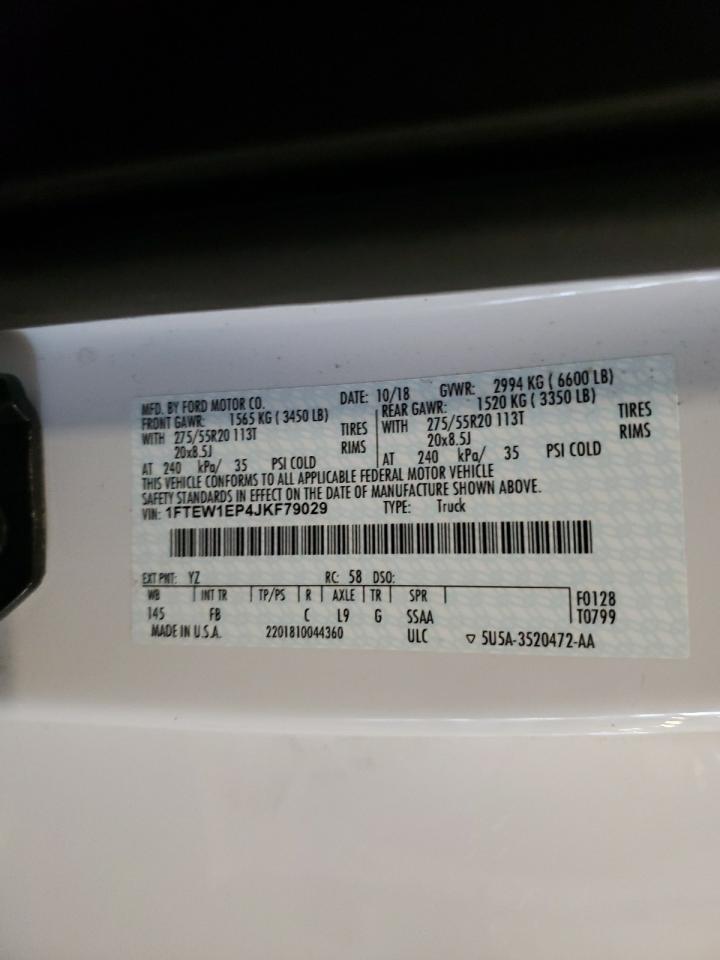 MFD. BY FORD MOTOR CO. DATE: 10/18 GVWR: 2994 KG ( 6600 LB)
FRONT GAWR: 1565 KG ( 3450 LB) REAR GAWR: 1520 KG ( 3350 LB)
WITH 275/55R20 113T TIRES WITH 275/55R20 113T TIRES
20x8.5J RIMS 20x8.5J RIMS
AT 240 kPa/ 35 PSI COLD AT 240 kPa/ 35 PSI COLD
THIS VEHICLE CONFORMS TO ALL APPLICABLE FEDERAL MOTOR VEHICLE
SAFETY STANDARDS IN EFFECT ON THE DATE OF MANUFACTURE SHOWN ABOVE.
VIN: 1FTEW1EP4JKF79029 TYPE: Truck
EXT PNT: YZ RC: 58 DSO:
WB INT TR TP/PS R AXLE TR SPR F0128
145 FB C L9 G SSAA T0799
MADE IN U.S.A. 2201810044360 ULC ▽ 5U5A-3520472-AA